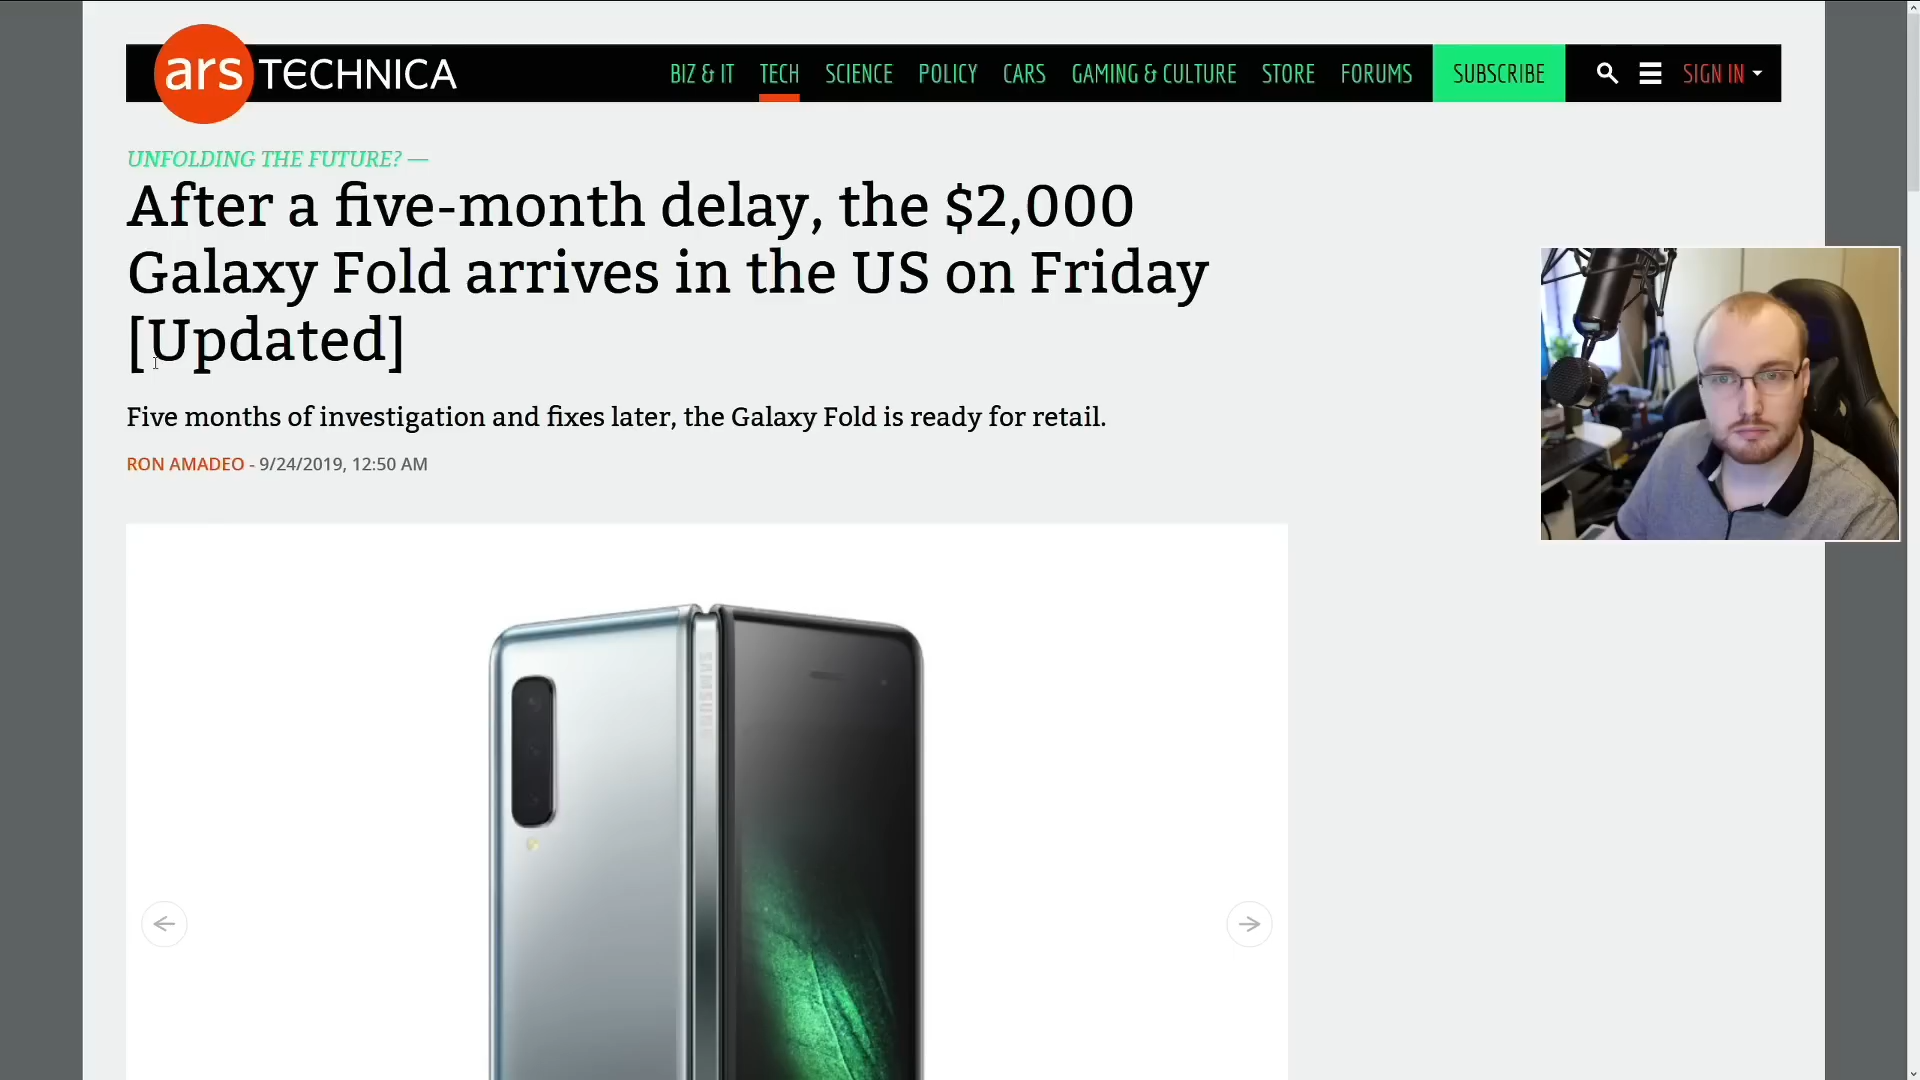 ars TECHNICA
BIZ & IT TECH SCIENCE POLICY CARS GAMING & CULTURE STORE FORUMS SUBSCRIBE SIGN IN
UNFOLDING THE FUTURE? —
After a five-month delay, the $2,000
Galaxy Fold arrives in the US on Friday
[Updated]
Five months of investigation and fixes later, the Galaxy Fold is ready for retail.
RON AMADEO - 9/24/2019, 12:50 AM
SAMSUNG